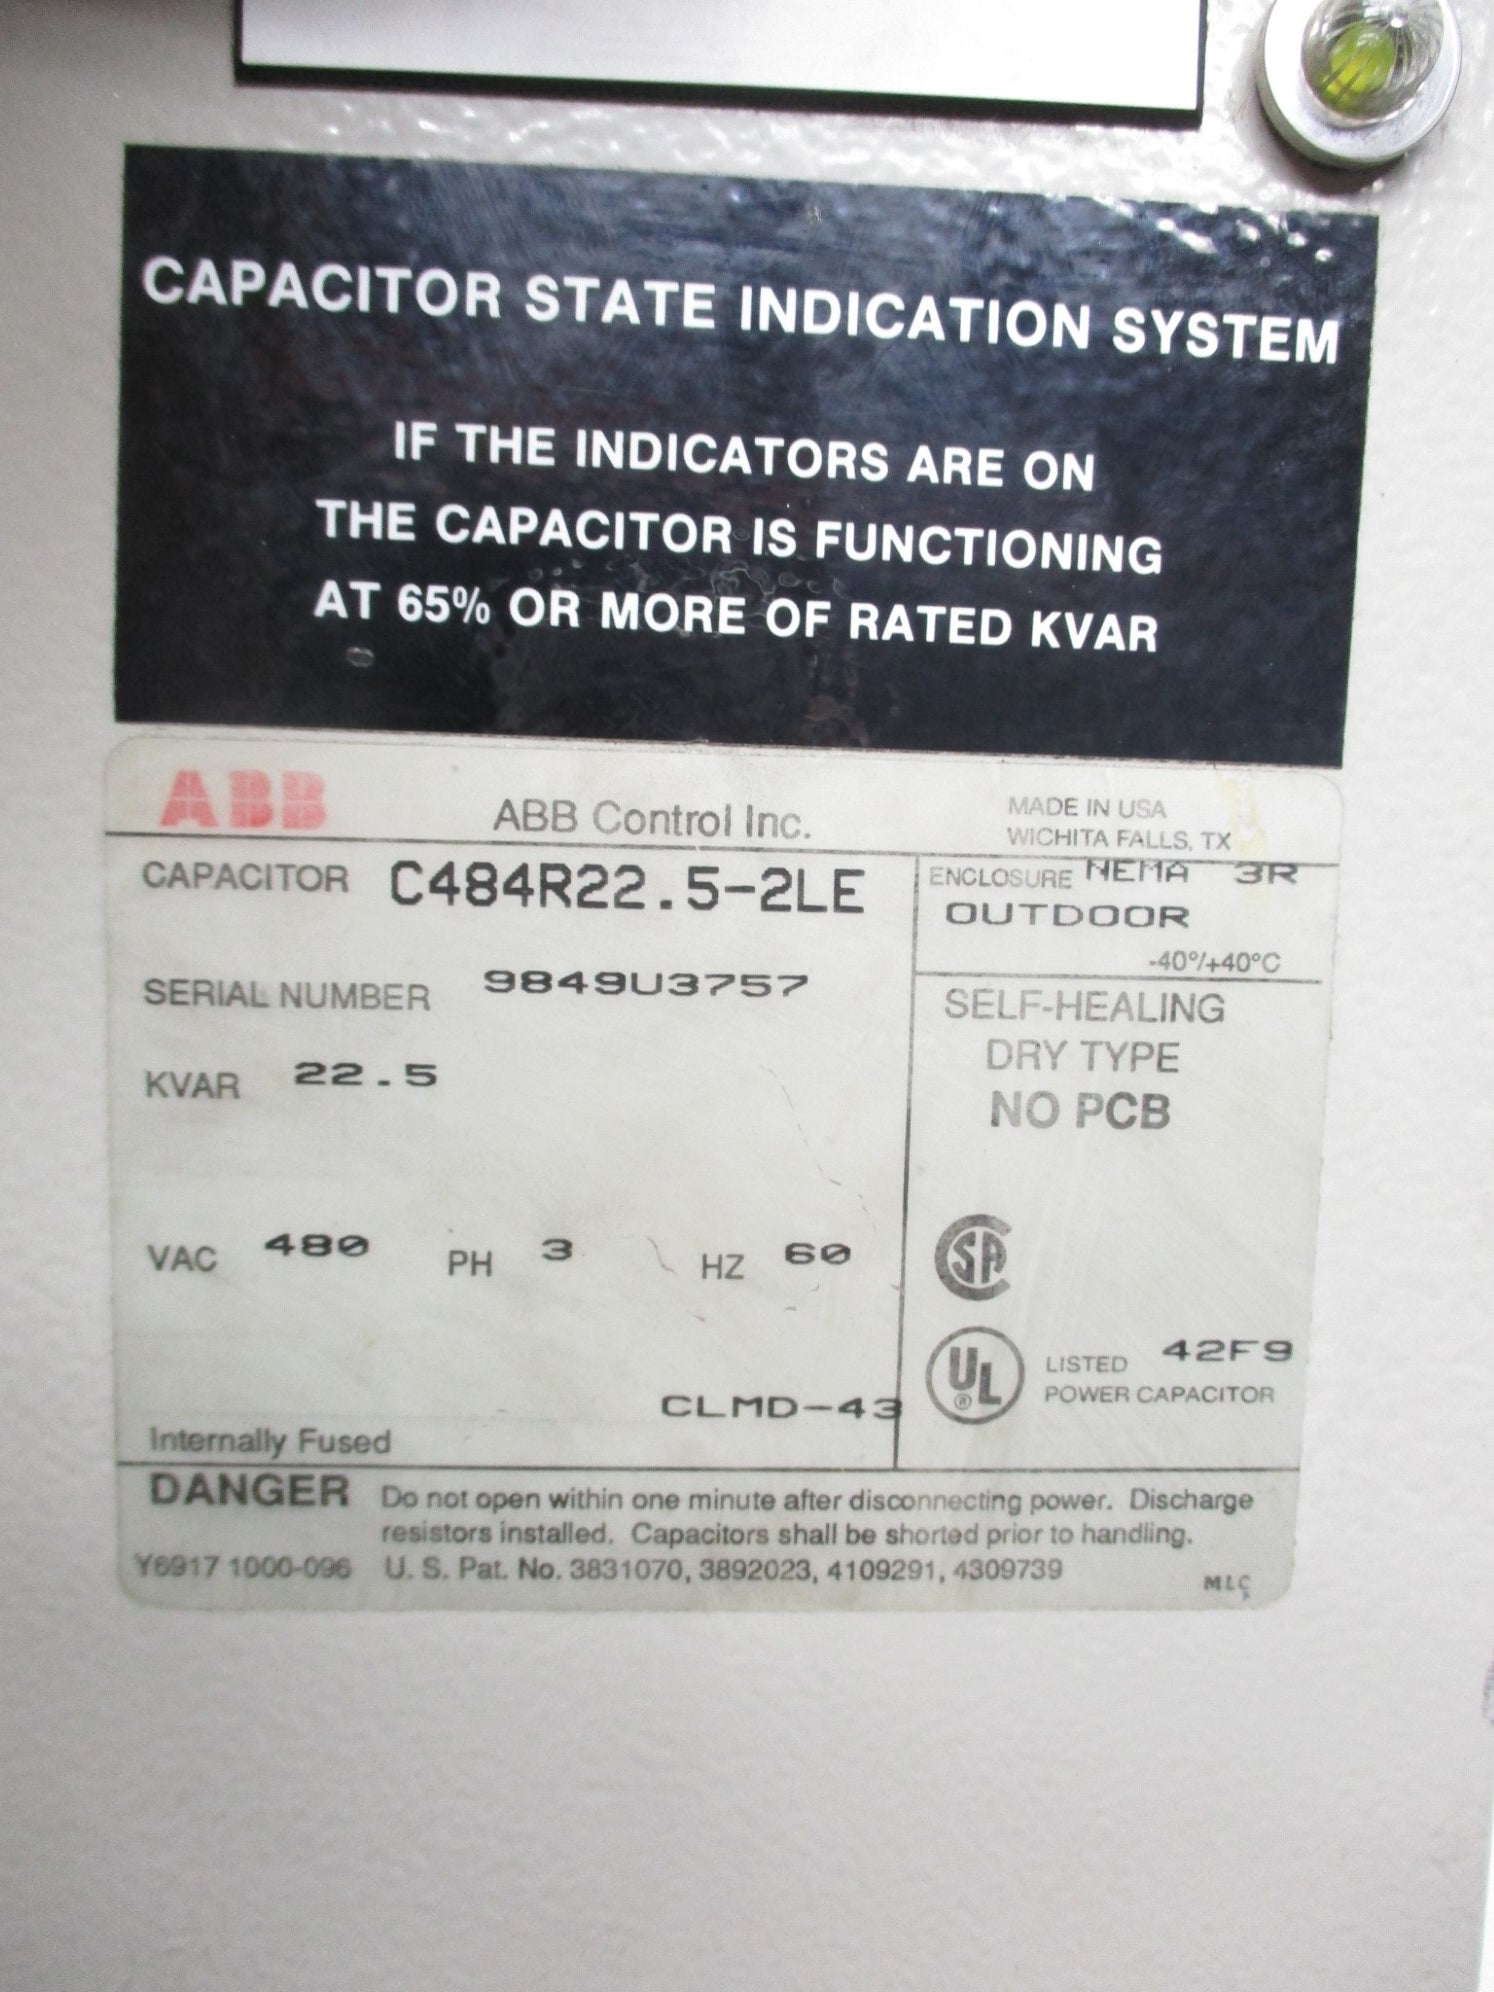 CAPACITOR STATE INDICATION SYSTEM
IF THE INDICATORS ARE ON
THE CAPACITOR IS FUNCTIONING
AT 65% OR MORE OF RATED KVAR
ABB ABB Control Inc.
MADE IN USA
WICHITA FALLS, TX
CAPACITOR C484R22.5-2LE
ENCLOSURE NEMA 3R
OUTDOOR
-40°/+40°C
SERIAL NUMBER 9849U3757
SELF-HEALING
DRY TYPE
NO PCB
KVAR 22.5
VAC 480 PH 3 HZ 60
SA
UL ® LISTED 42F9
POWER CAPACITOR
CLMD-43
Internally Fused
DANGER Do not open within one minute after disconnecting power. Discharge
resistors installed. Capacitors shall be shorted prior to handling.
Y6917 1000-096 U. S. Pat. No. 3831070, 3892023, 4109291, 4309739